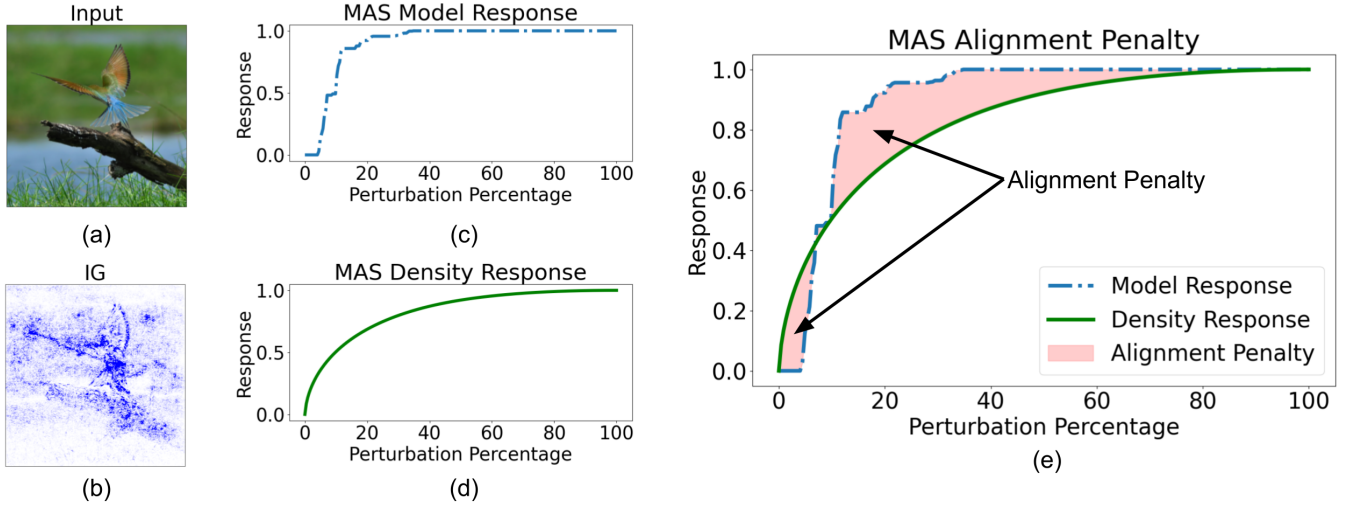 Input
(a)
IG
(b)
MAS Model Response
Response
1.0
0.5
0.0
0 20 40 60 80 100
Perturbation Percentage
(c)
MAS Density Response
Response
1.0
0.5
0.0
0 20 40 60 80 100
Perturbation Percentage
(d)
MAS Alignment Penalty
Response
1.0
0.8
0.6
0.4
0.2
0.0
Alignment Penalty
Model Response
Density Response
Alignment Penalty
0 20 40 60 80 100
Perturbation Percentage
(e)